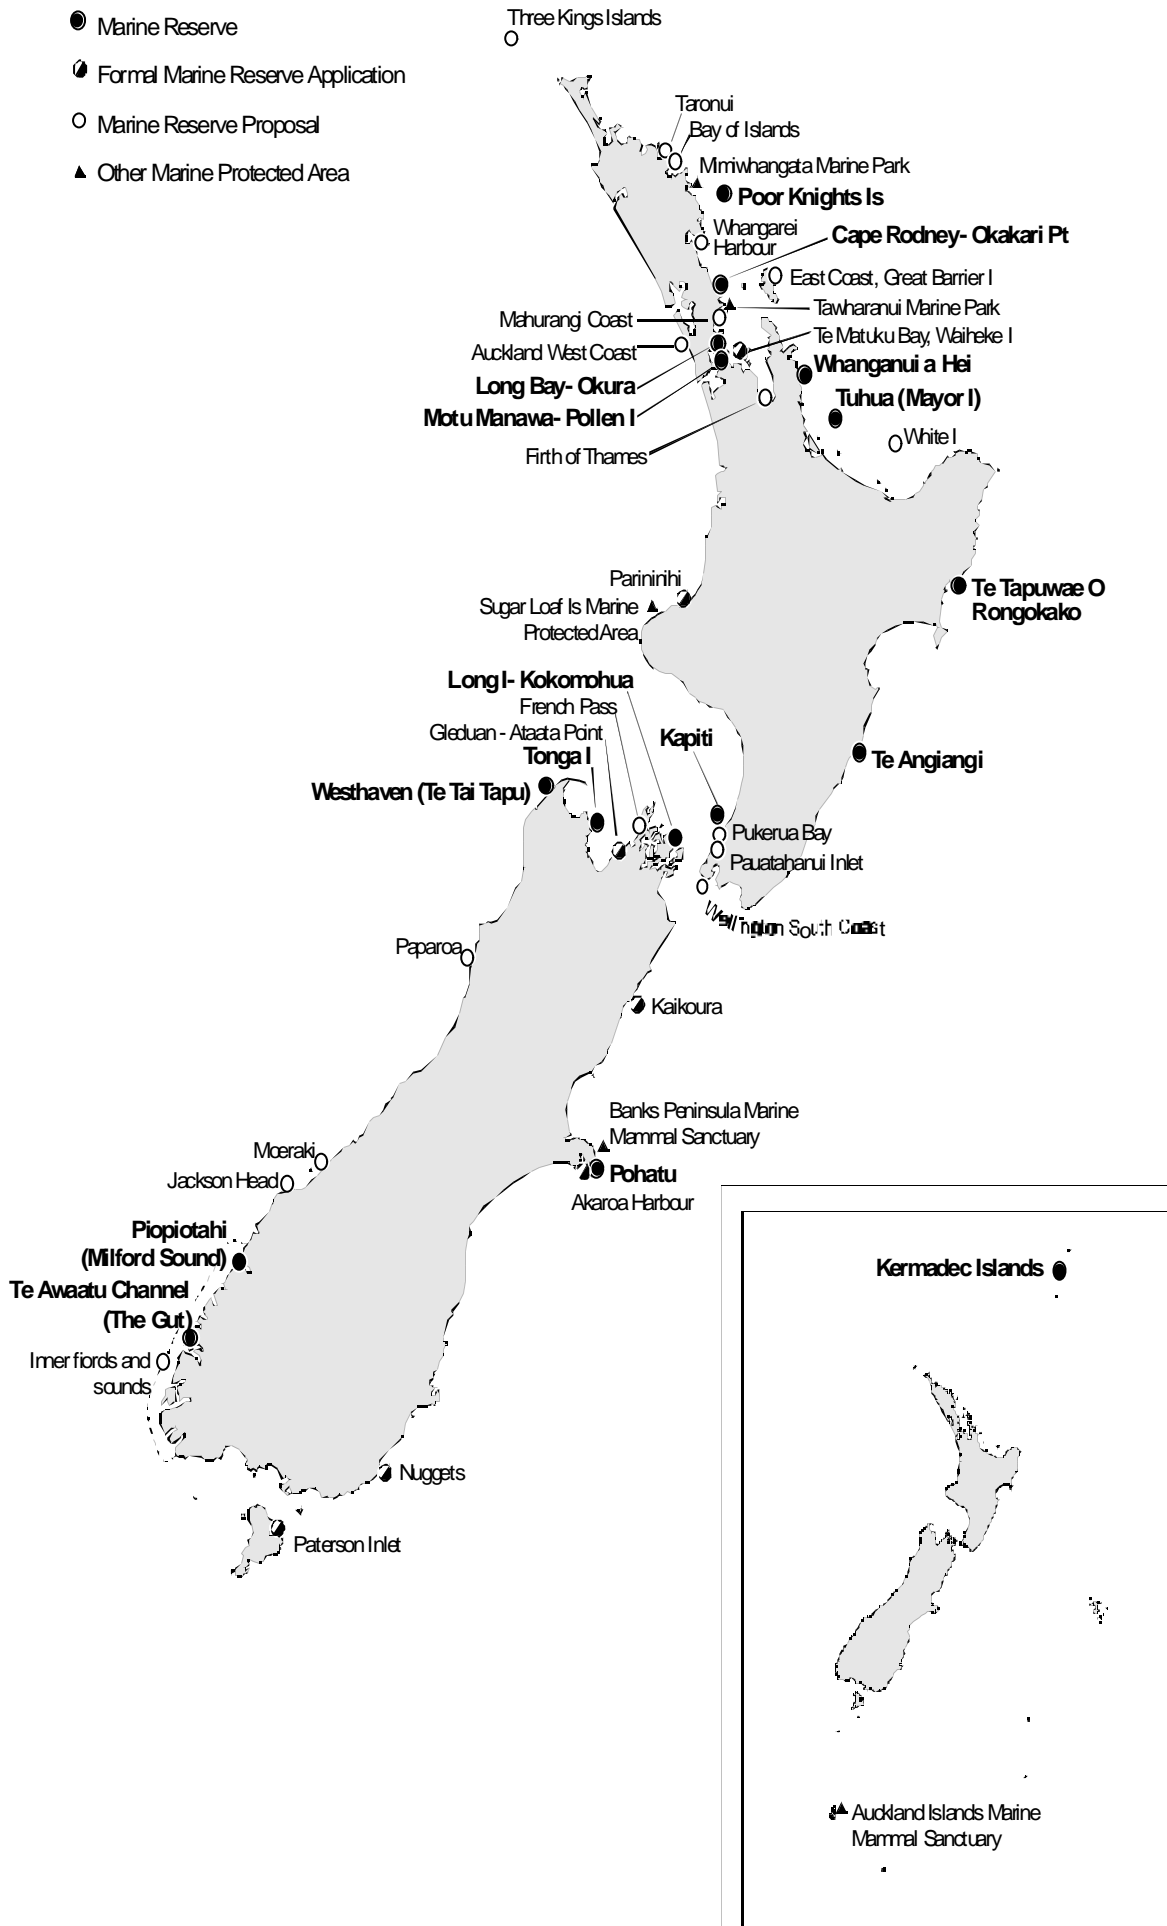 Marine Reserve
Formal Marine Reserve Application
Marine Reserve Proposal
Other Marine Protected Area
Three Kings Islands
Taronui
Bay of Islands
Mimiwhangata Marine Park
Poor Knights Is
Whangarei
Harbour
Cape Rodney- Okakari Pt
East Coast, Great Barrier I
Tawharanui Marine Park
Mahurangi Coast
Te Matuku Bay, Waiheke I
Auckland West Coast
Whanganui a Hei
Long Bay- Okura
Tuhua (Mayor I)
Motu Manawa- Pollen I
White I
Firth of Thames
Parininihi
Sugar Loaf Is Marine
Protected Area
Te Tapuwae O
Rongokako
Long I- Kokomohua
French Pass
Gleduan - Ataata Point
Tonga I
Kapiti
Te Angiangi
Westhaven (Te Tai Tapu)
Pukerua Bay
Pauatahanui Inlet
Wellington South Coast
Paparoa
Kaikoura
Banks Peninsula Marine
Mammal Sanctuary
Moeraki
Jackson Head
Pohatu
Akaroa Harbour
Piopiotahi
(Milford Sound)
Te Awaatu Channel
(The Gut)
Inner fiords and
sounds
Nuggets
Paterson Inlet
Kermadec Islands
Auckland Islands Marine
Mammal Sanctuary